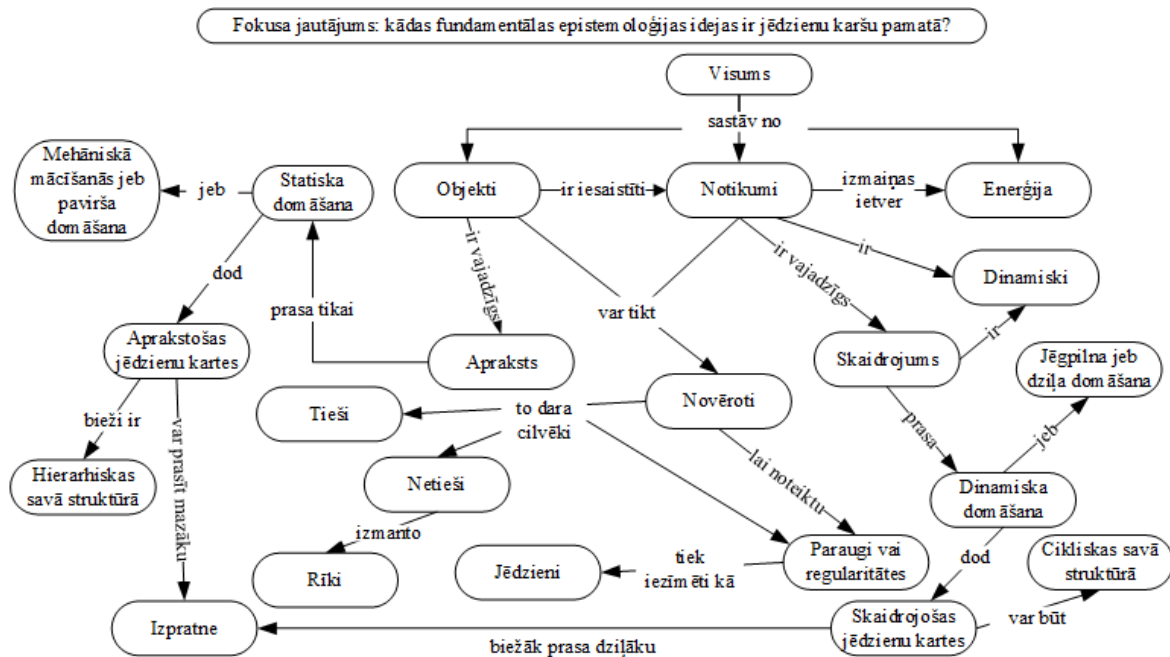 Fokusa jautājums: kādas fundamentālas epistemoloģijas idejas ir jēdzienu karšu pamatā?
Visums
sastāv no
Mehāniskā
mācīšanās jeb
pavirša
domāšana
jeb
Statiska
domāšana
Objekti
ir iesaistīti
Notikumi
izmaiņas
ietver
Enerģija
dod
ir vajadzīgs
ir vajadzīgs
ir
Dinamiski
prasa tikai
var tikt
Aprakstošas
jēdzienu kartes
Apraksts
Skaidrojums
ir
Jēgpilna jeb
dziļa domāšana
bieži ir
var prasīt mazāku
Tieši
to dara
cilvēki
Novēroti
prasa
jeb
Hierarhiskas
savā struktūrā
Netieši
lai noteiktu
Dinamiska
domāšana
izmanto
Rīki
Jēdzieni
tiek
iezīmēti kā
Paraugi vai
regularitātes
dod
Cikliskas savā
struktūrā
Izpratne
biežāk prasa dziļāku
Skaidrojošas
jēdzienu kartes
var būt